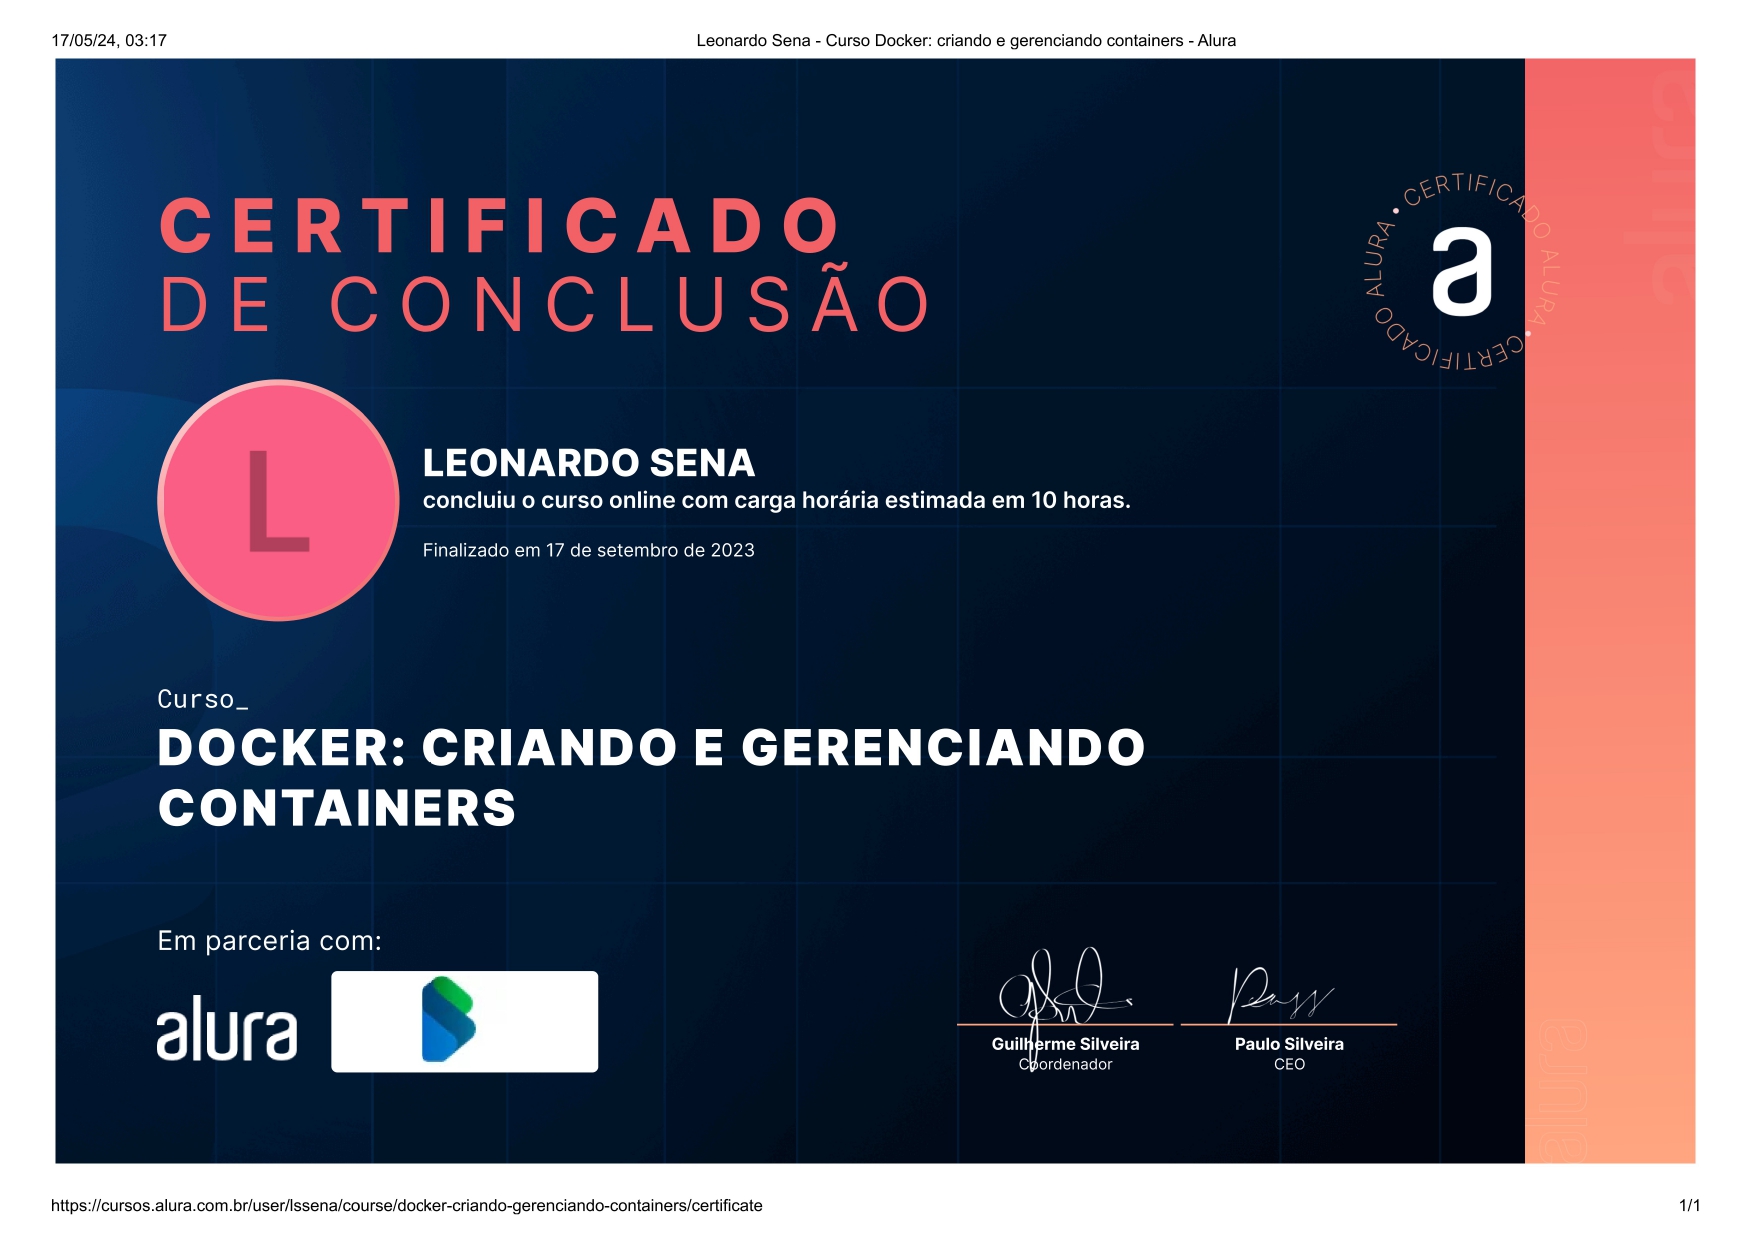 17/05/24, 03:17
Leonardo Sena - Curso Docker: criando e gerenciando containers - Alura
CERTIFICADO
DE CONCLUSÃO
• CERTIFICADO ALURA • CERTIFICADO ALURA
a
alura
L
LEONARDO SENA
concluiu o curso online com carga horária estimada em 10 horas.
Finalizado em 17 de setembro de 2023
Curso_
DOCKER: CRIANDO E GERENCIANDO
CONTAINERS
Em parceria com:
alura
Guilherme Silveira
Coordenador
Paulo Silveira
CEO
alura
https://cursos.alura.com.br/user/lssena/course/docker-criando-gerenciando-containers/certificate
1/1